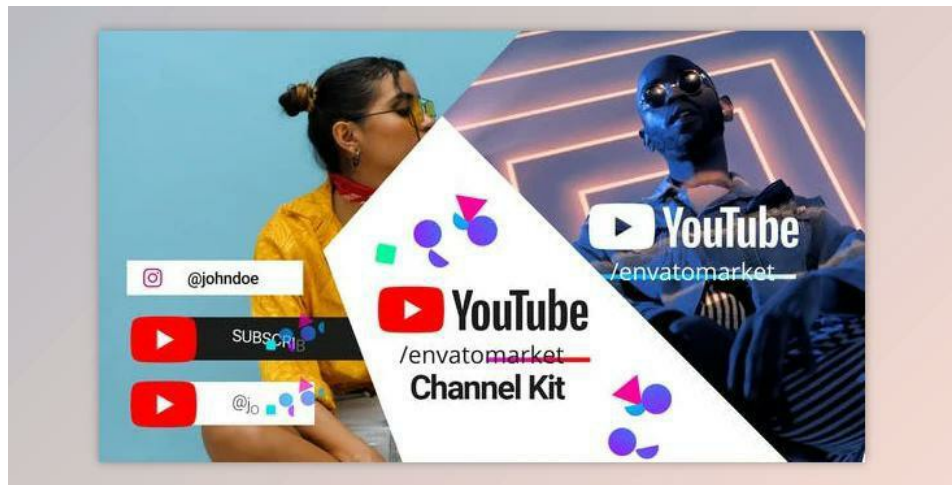 @johndoe
SUBSCRIB
@jo
YouTube
/envatomarket
Channel Kit
YouTube
/envatomarket